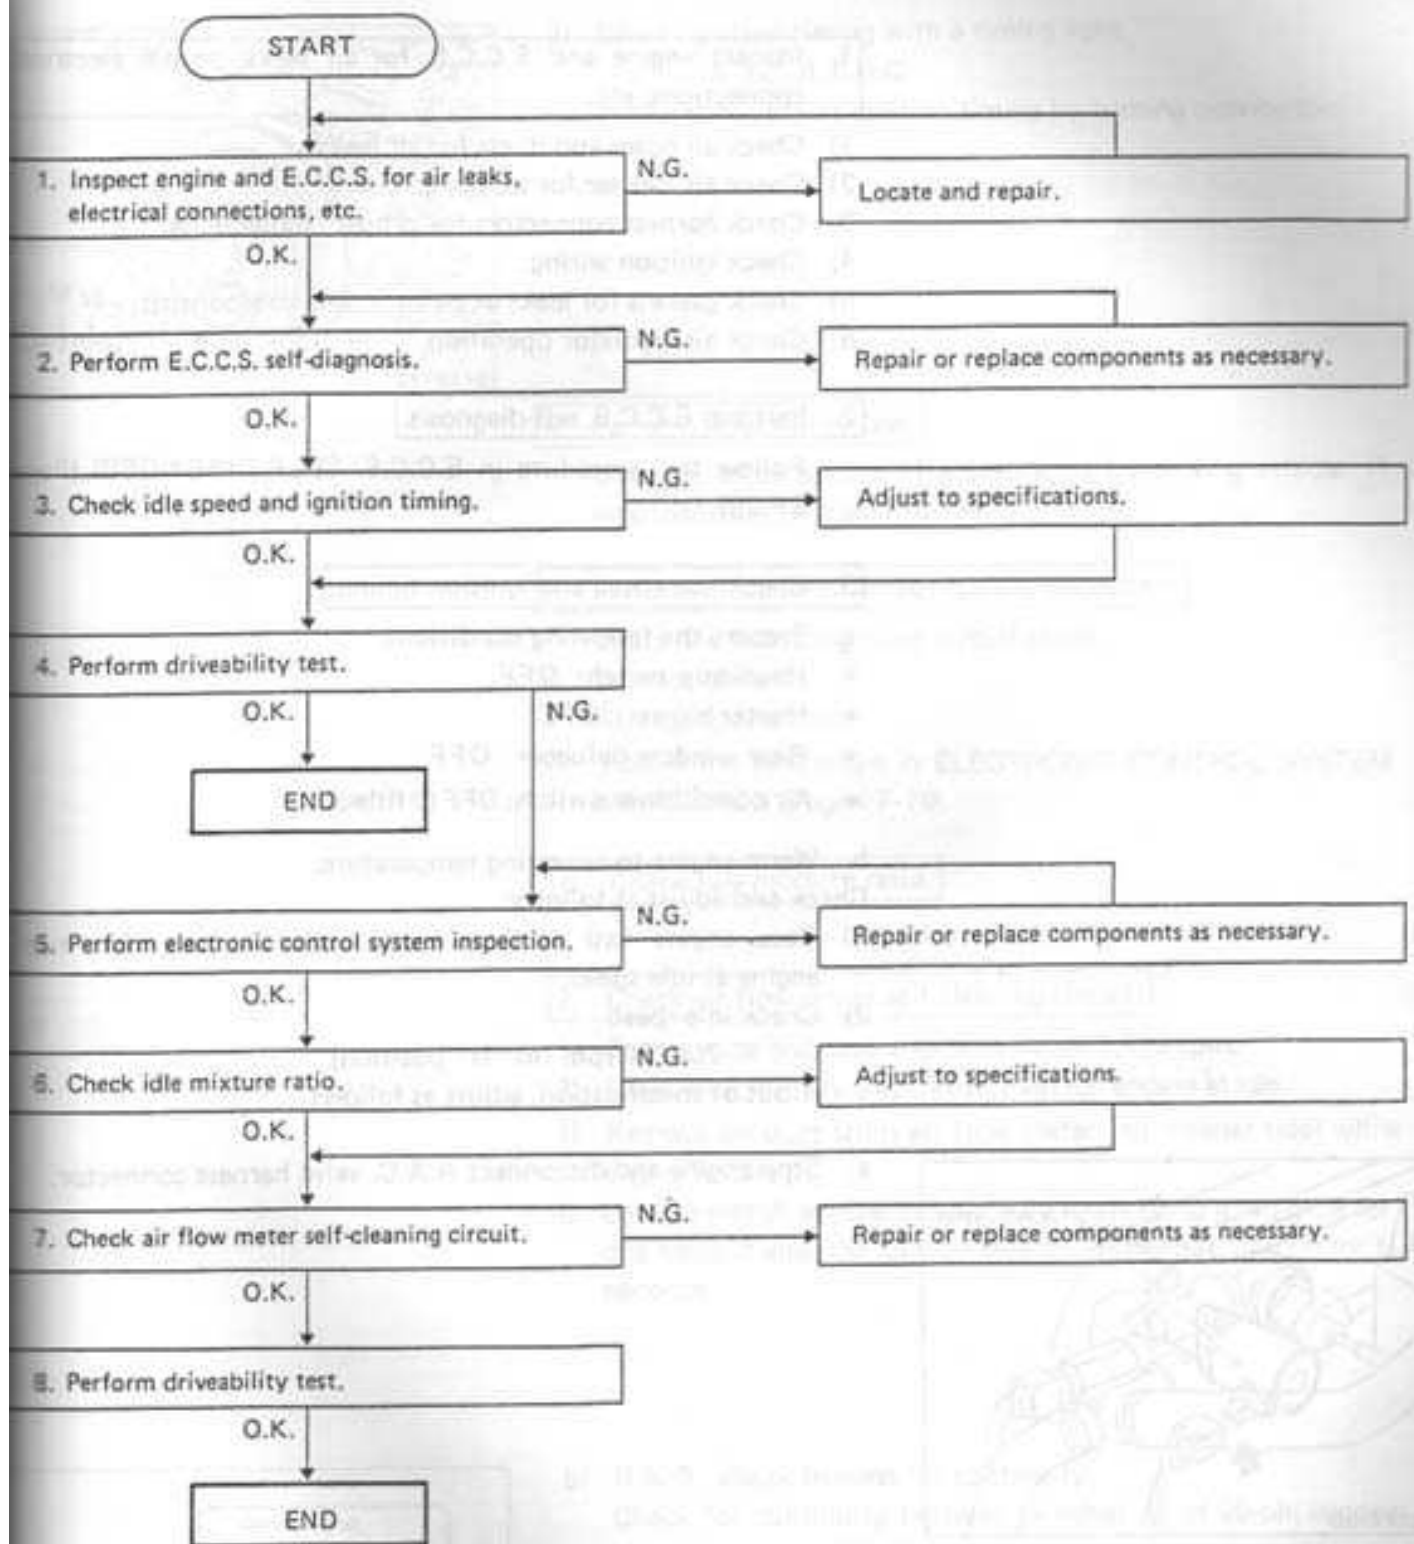 START
1. Inspect engine and E.C.C.S. for air leaks,
electrical connections, etc.
N.G.
Locate and repair.
O.K.
2. Perform E.C.C.S. self-diagnosis.
N.G.
Repair or replace components as necessary.
O.K.
3. Check idle speed and ignition timing.
N.G.
Adjust to specifications.
O.K.
4. Perform driveability test.
O.K.
N.G.
END
5. Perform electronic control system inspection.
N.G.
Repair or replace components as necessary.
O.K.
6. Check idle mixture ratio.
N.G.
Adjust to specifications.
O.K.
7. Check air flow meter self-cleaning circuit.
N.G.
Repair or replace components as necessary.
O.K.
8. Perform driveability test.
O.K.
END